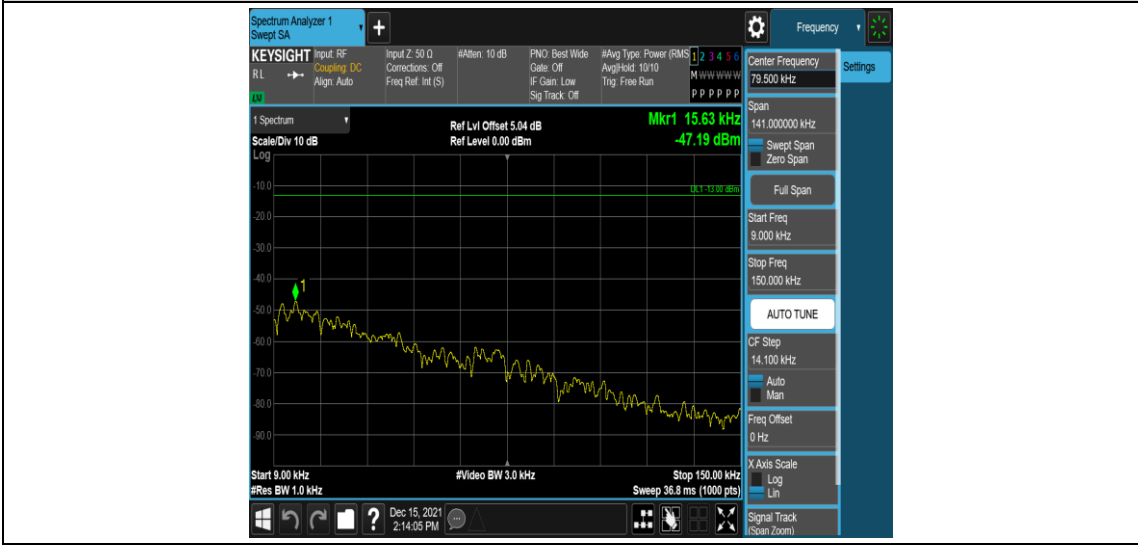 Spectrum Analyzer 1
Swept SA
+
Frequency
KEYSIGHT
RL
LM
Input: RF
Coupling: DC
Align: Auto
Input Z: 50 Ω
Corrections: Off
Freq Ref: Int (S)
#Atten: 10 dB
PNO: Best Wide
Gate: Off
IF Gain: Low
Sig Track: Off
#Avg Type: Power (RMS
Avg|Hold: 10/10
Trig: Free Run
1 2 3 4 5 6
M W W W W W
P P P P P P
1 Spectrum
Scale/Div 10 dB
Log
Ref Lvl Offset 5.04 dB
Ref Level 0.00 dBm
Mkr1 15.63 kHz
-47.19 dBm
DL1 -13.00 dBm
-10.0
-20.0
-30.0
-40.0
-50.0
-60.0
-70.0
-80.0
-90.0
1
Start 9.00 kHz
#Res BW 1.0 kHz
#Video BW 3.0 kHz
Stop 150.00 kHz
Sweep 36.8 ms (1000 pts)
Center Frequency
79.500 kHz
Settings
Span
141.000000 kHz
Swept Span
Zero Span
Full Span
Start Freq
9.000 kHz
Stop Freq
150.000 kHz
AUTO TUNE
CF Step
14.100 kHz
Auto
Man
Freq Offset
0 Hz
X Axis Scale
Log
Lin
Signal Track
(Span Zoom)
?
Dec 15, 2021
2:14:05 PM